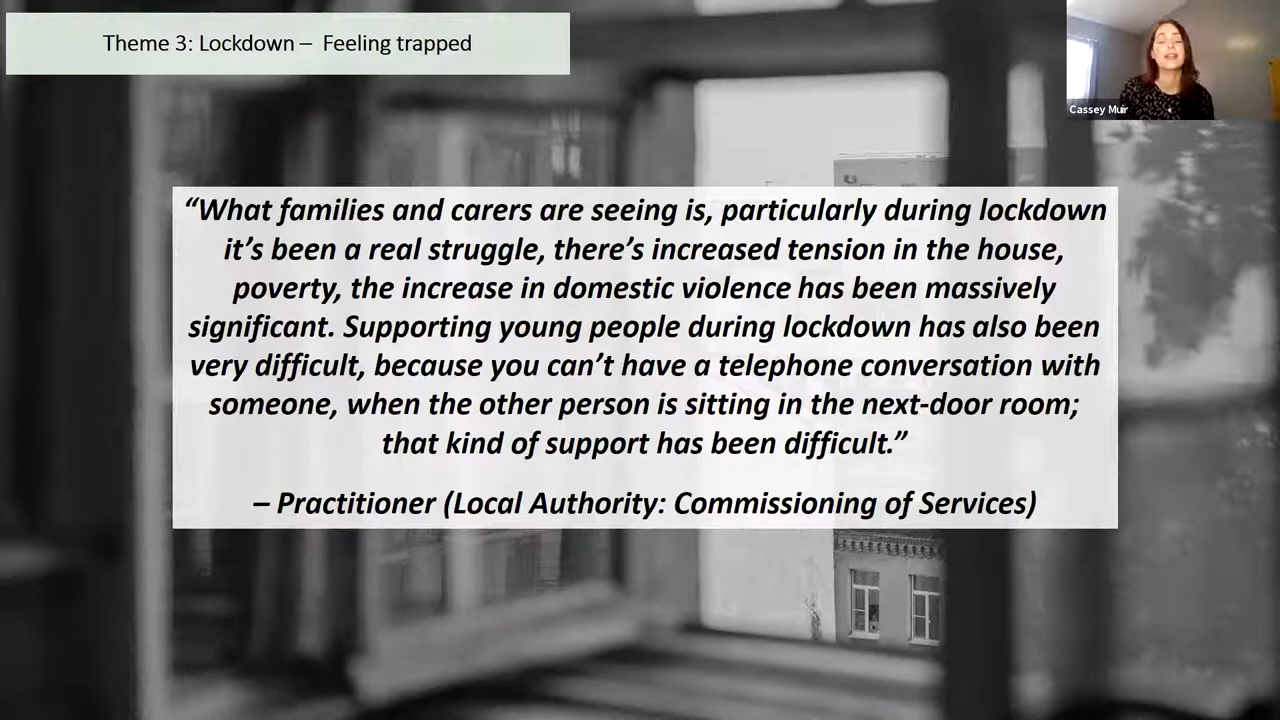 Theme 3: Lockdown – Feeling trapped
Cassey Muir
“What families and carers are seeing is, particularly during lockdown
it’s been a real struggle, there’s increased tension in the house,
poverty, the increase in domestic violence has been massively
significant. Supporting young people during lockdown has also been
very difficult, because you can’t have a telephone conversation with
someone, when the other person is sitting in the next-door room;
that kind of support has been difficult.”
– Practitioner (Local Authority: Commissioning of Services)